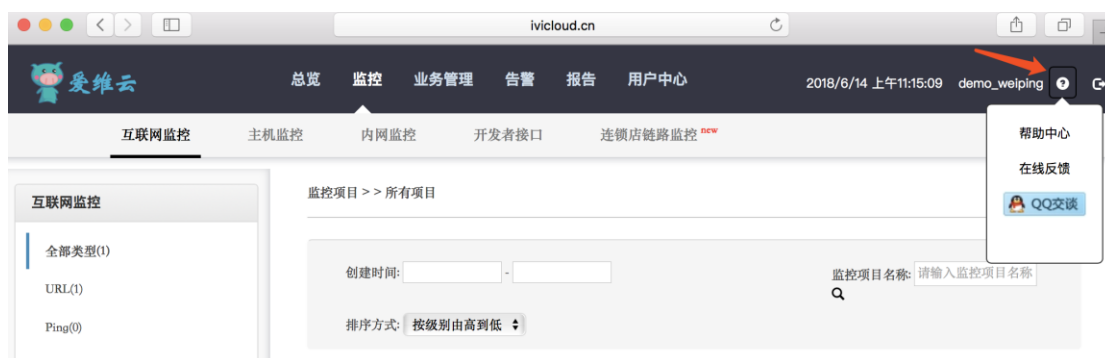 ivicloud.cn
爱维云
总览 监控 业务管理 告警 报告 用户中心 2018/6/14 上午11:15:09 demo_weiping
互联网监控 主机监控 内网监控 开发者接口 连锁店链路监控 new
帮助中心
在线反馈
QQ交谈
互联网监控
全部类型(1)
URL(1)
Ping(0)
监控项目 > > 所有项目
创建时间: - 监控项目名称: 请输入监控项目名称
排序方式: 按级别由高到低